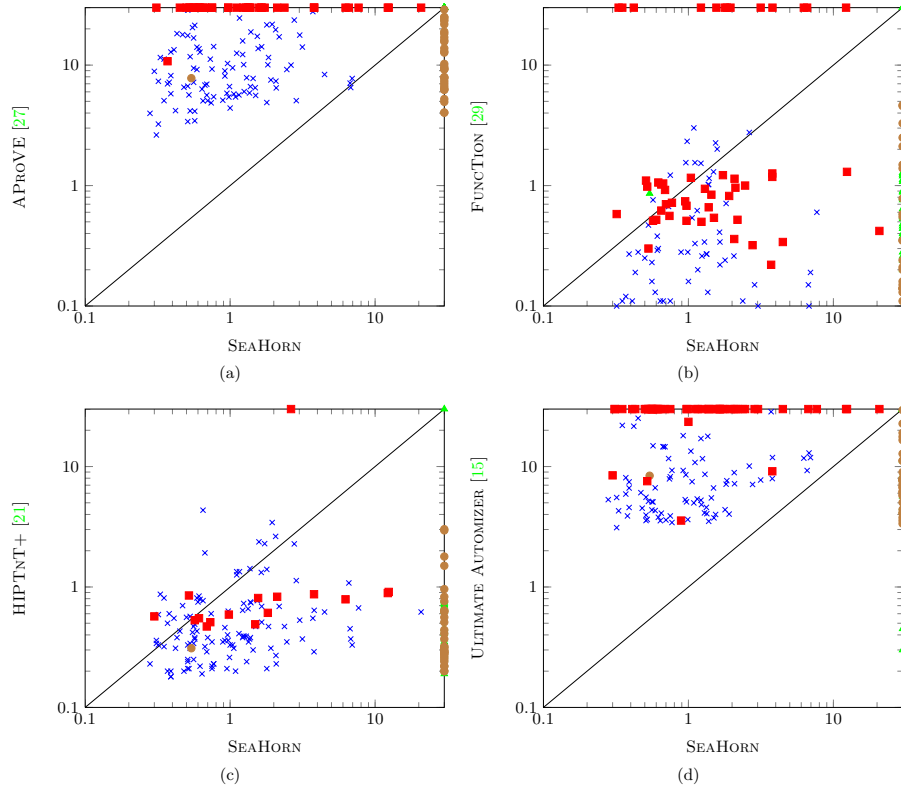 10
1
0.1
0.1
1
10
APROVE [27]
SEAHORN
(a)
10
1
0.1
0.1
1
10
FUNCTION [29]
SEAHORN
(b)
10
1
0.1
0.1
1
10
HIPTNT+ [21]
SEAHORN
(c)
10
1
0.1
0.1
1
10
ULTIMATE AUTOMIZER [15]
SEAHORN
(d)